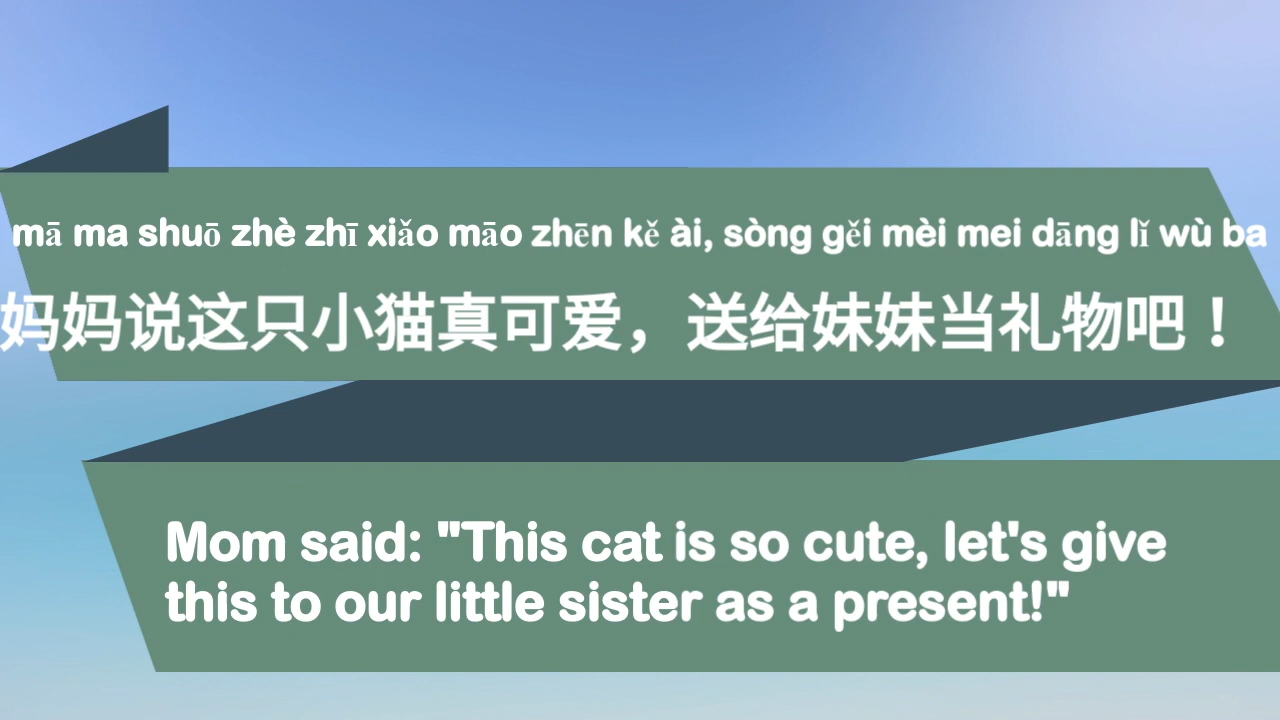 mā ma shuō zhè zhī xiǎo māo zhēn kě ài, sòng gěi mèi mei dāng lǐ wù ba
妈妈说这只小猫真可爱，送给妹妹当礼物吧！
Mom said: "This cat is so cute, let's give
this to our little sister as a present!"